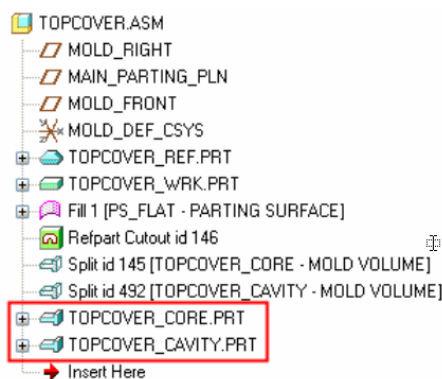 TOPCOVER.ASM
MOLD_RIGHT
MAIN_PARTING_PLN
MOLD_FRONT
MOLD_DEF_CSYS
TOPCOVER_REF.PRT
TOPCOVER_WRK.PRT
Fill 1 [PS_FLAT - PARTING SURFACE]
Refpart Cutout id 146
Split id 145 [TOPCOVER_CORE - MOLD VOLUME]
Split id 492 [TOPCOVER_CAVITY - MOLD VOLUME]
TOPCOVER_CORE.PRT
TOPCOVER_CAVITY.PRT
Insert Here